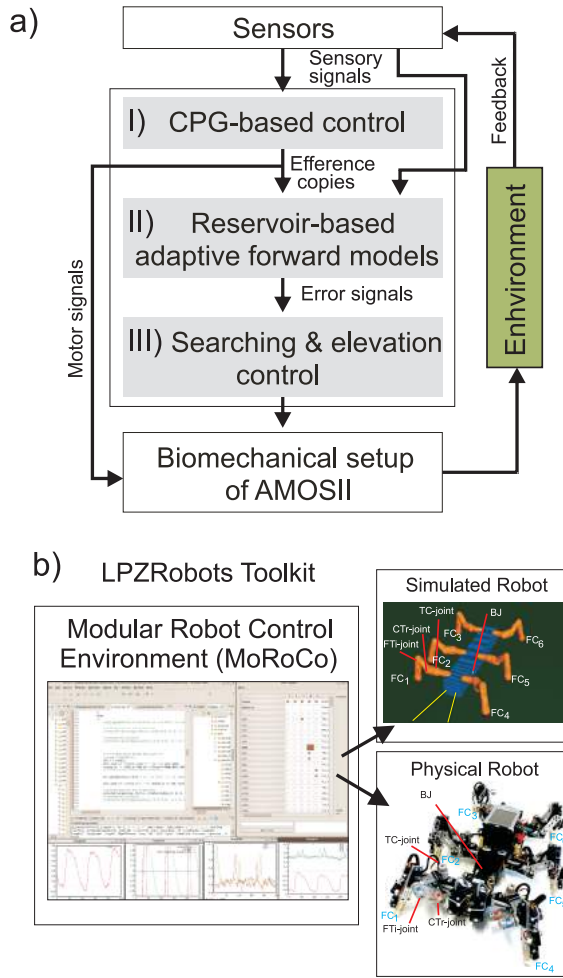 a)
Sensors
Sensory
signals
I) CPG-based control
Efference
copies
II) Reservoir-based
adaptive forward models
Error signals
III) Searching & elevation
control
Motor signals
Biomechanical setup
of AMOSII
Enhvironment
Feedback
b) LPZRobots Toolkit
Modular Robot Control
Environment (MoRoCo)
Simulated Robot
TC-joint
BJ
CTr-joint
FC3
FTi-joint
FC6
FC2
FC1
FC5
FC4
Physical Robot
BJ
FC3
TC-joint
FC2
FC1
CTr-joint
FTi-joint
FC4